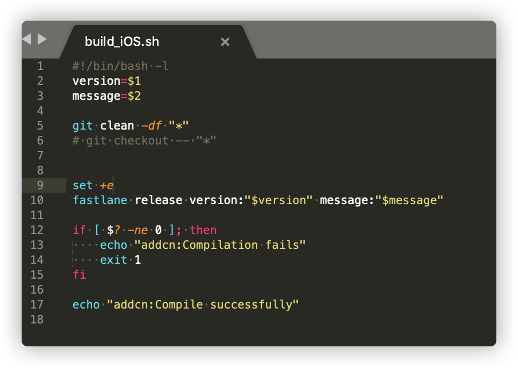 build_iOS.sh
1 #!/bin/bash -l
2 version=$1
3 message=$2
4
5 git clean -df "*"
6 # git checkout -- "*"
7
8
9 set +e
10 fastlane release version:"$version" message:"$message"
11
12 if [ $? -ne 0 ]; then
13     echo "addcn:Compilation fails"
14     exit 1
15 fi
16
17 echo "addcn:Compile successfully"
18